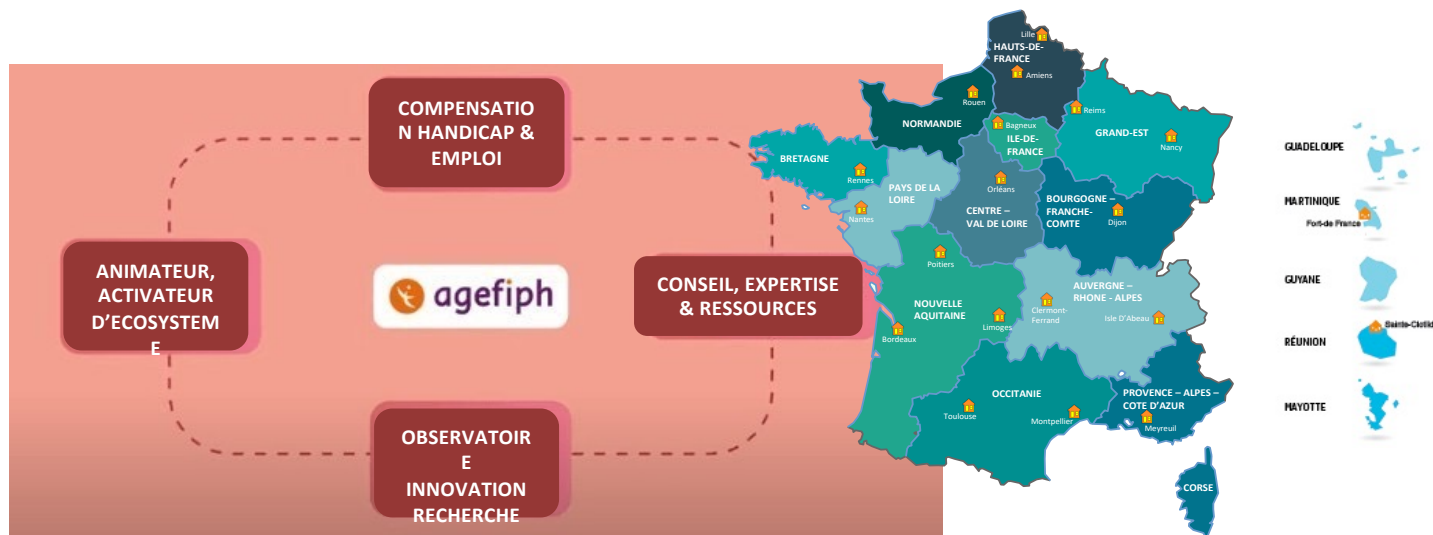 COMPENSATIO
N HANDICAP &
EMPLOI
ANIMATEUR,
ACTIVATEUR
D'ECOSYSTEM
E
agefiph
CONSEIL, EXPERTISE
& RESSOURCES
OBSERVATOIR
E
INNOVATION
RECHERCHE
Lille
HAUTS-DE-
FRANCE
Amiens
Rouen
NORMANDIE
Bagneux
ILE-DE-
FRANCE
Reims
GRAND-EST
Nancy
BRETAGNE
Rennes
PAYS DE LA
LOIRE
Nantes
Orléans
CENTRE –
VAL DE LOIRE
BOURGOGNE –
FRANCHE-
COMTE
Dijon
Poitiers
NOUVELLE
AQUITAINE
Limoges
Bordeaux
AUVERGNE –
RHONE - ALPES
Clermont-
Ferrand
Isle D'Abeau
OCCITANIE
Toulouse
Montpellier
PROVENCE – ALPES –
COTE D'AZUR
Meyreuil
CORSE
GUADELOUPE
MARTINIQUE
Fort-de France
GUYANE
Sainte-Clotild
RÉUNION
MAYOTTE